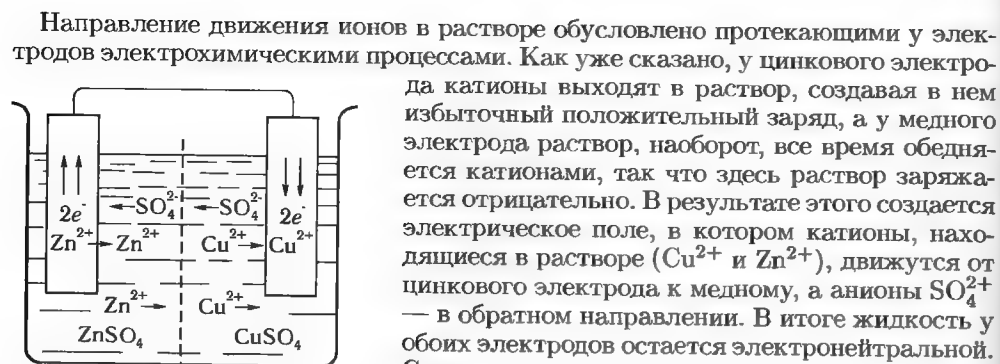 Направление движения ионов в растворе обусловлено протекающими у элек-
тродов электрохимическими процессами. Как уже сказано, у цинкового электро-
да катионы выходят в раствор, создавая в нем
избыточный положительный заряд, а у медного
электрода раствор, наоборот, все время обедня-
ется катионами, так что здесь раствор заряжа-
ется отрицательно. В результате этого создается
электрическое поле, в котором катионы, нахо-
дящиеся в растворе (Cu²⁺ и Zn²⁺), движутся от
цинкового электрода к медному, а анионы SO₄²⁺
— в обратном направлении. В итоге жидкость у
обоих электродов остается электронейтральной.
2e⁻ ←SO₄²⁻ ←SO₄²⁻ 2e⁻
Zn²⁺→Zn²⁺ Cu²⁺→Cu²⁺
Zn²⁺→ Cu²⁺→
ZnSO₄ CuSO₄